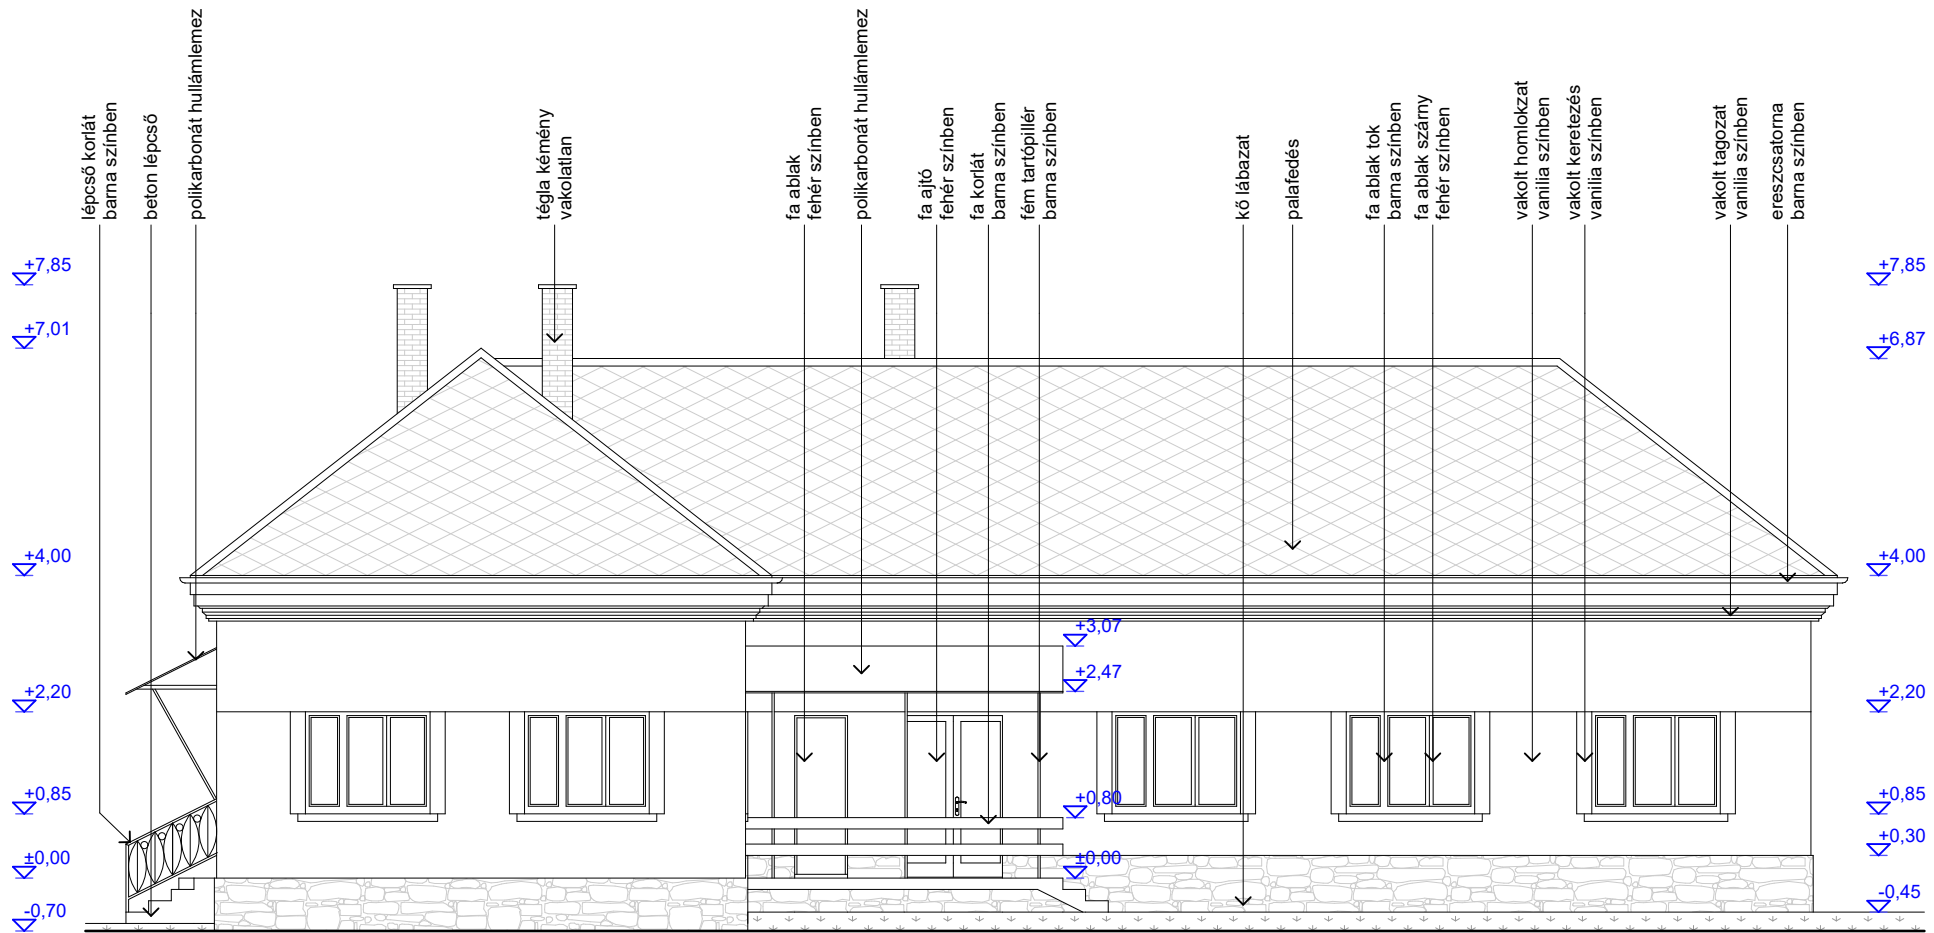 lépcső korlát
barna színben
beton lépcső
polikarbonát hullámlemez
tégla kémény
vakolatlan
fa ablak
fehér színben
polikarbonát hullámlemez
fa ajtó
fehér színben
fa korlát
barna színben
fém tartópillér
barna színben
kő lábazat
palafedés
fa ablak tok
barna színben
fa ablak szárny
fehér színben
vakolt homlokzat
vanilia színben
vakolt keretezés
vanilia színben
vakolt tagozat
vanilia színben
ereszcsatorna
barna színben
+7,85
+7,01
+4,00
+2,20
+0,85
±0,00
-0,70
+3,07
+2,47
+0,80
±0,00
+7,85
+6,87
+4,00
+2,20
+0,85
+0,30
-0,45